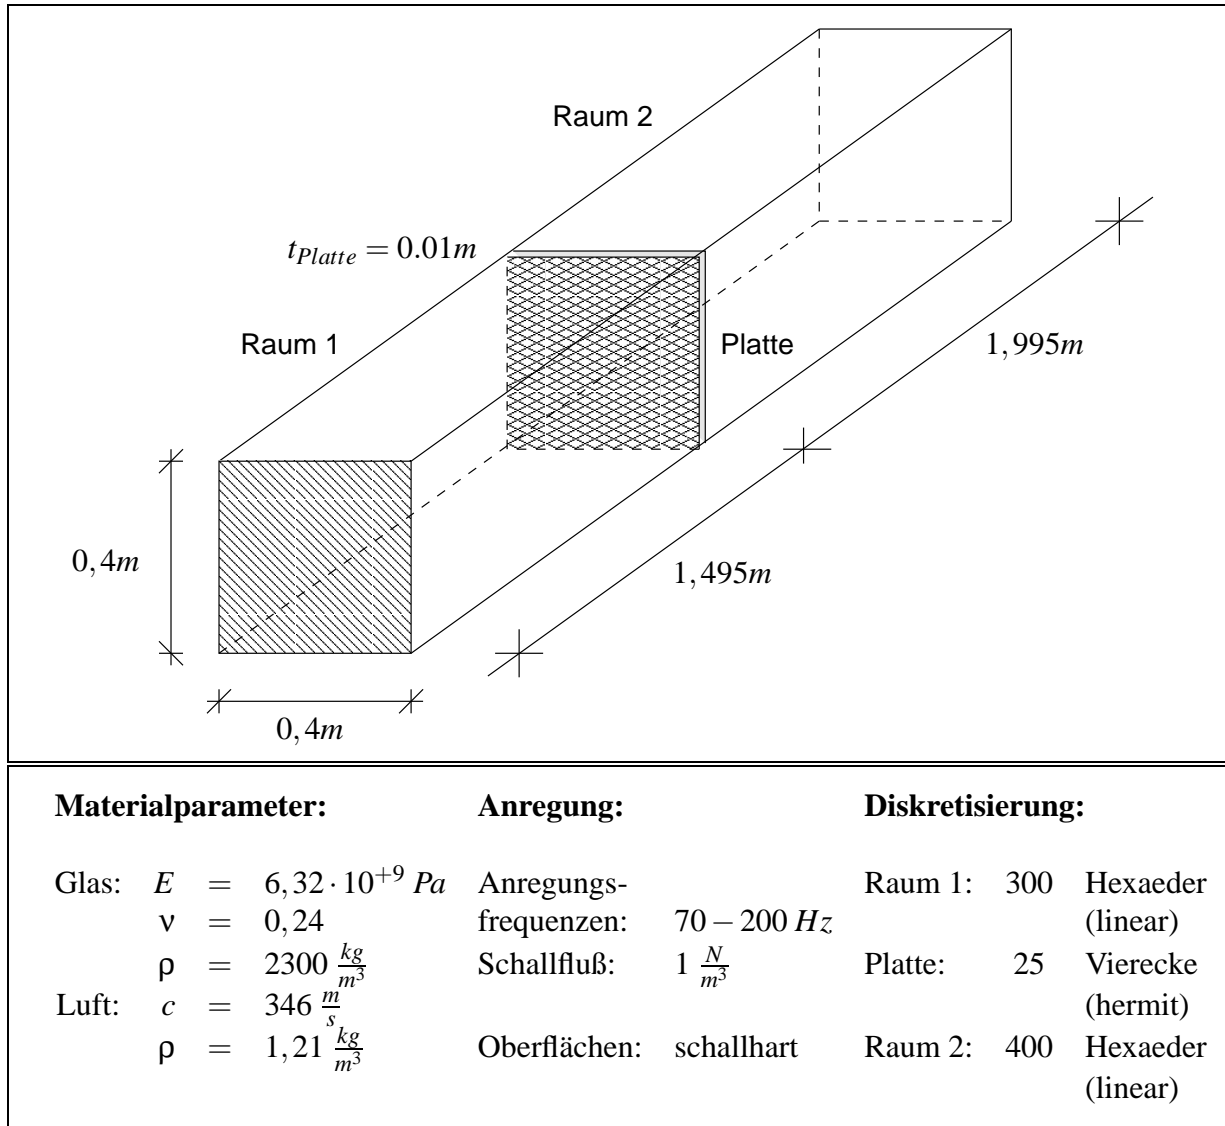 Raum 2
t_Platte = 0.01m
Raum 1
Platte
1,995m
0,4m
1,495m
0,4m
Materialparameter: Anregung: Diskretisierung:
Glas: E = 6,32 · 10^{+9} Pa Anregungs- Raum 1: 300 Hexaeder
ν = 0,24 frequenzen: 70 − 200 Hz (linear)
ρ = 2300 kg/m³ Schallfluß: 1 N/m³ Platte: 25 Vierecke
Luft: c = 346 m/s (hermit)
ρ = 1,21 kg/m³ Oberflächen: schallhart Raum 2: 400 Hexaeder
(linear)